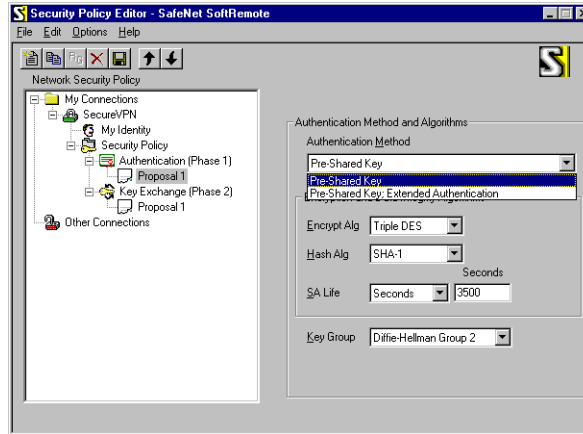 Security Policy Editor - SafeNet SoftRemote
File Edit Options Help
Network Security Policy
My Connections
SecureVPN
My Identity
Security Policy
Authentication (Phase 1)
Proposal 1
Key Exchange (Phase 2)
Proposal 1
Other Connections
Authentication Method and Algorithms
Authentication Method
Pre-Shared Key
Pre-Shared Key
Pre-Shared Key; Extended Authentication
Encrypt Alg Triple DES
Hash Alg SHA-1
Seconds
SA Life Seconds 3500
Key Group Diffie-Hellman Group 2